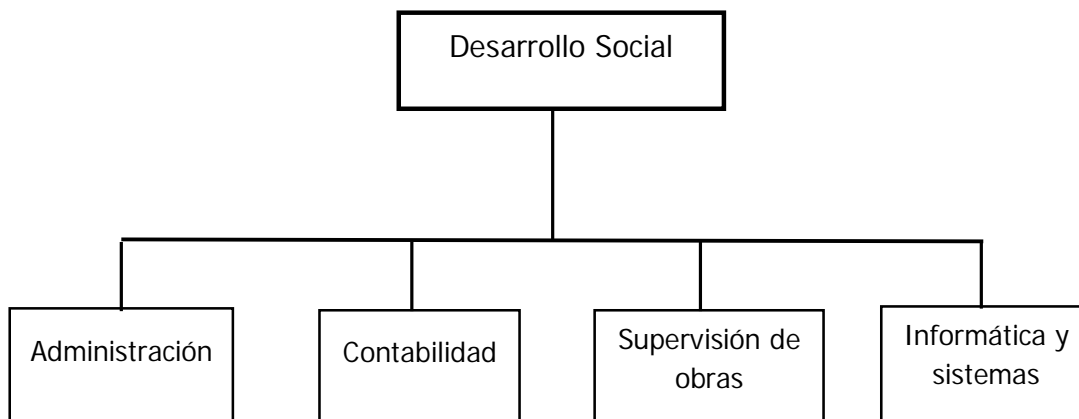 Desarrollo Social
Administración
Contabilidad
Supervisión de
obras
Informática y
sistemas